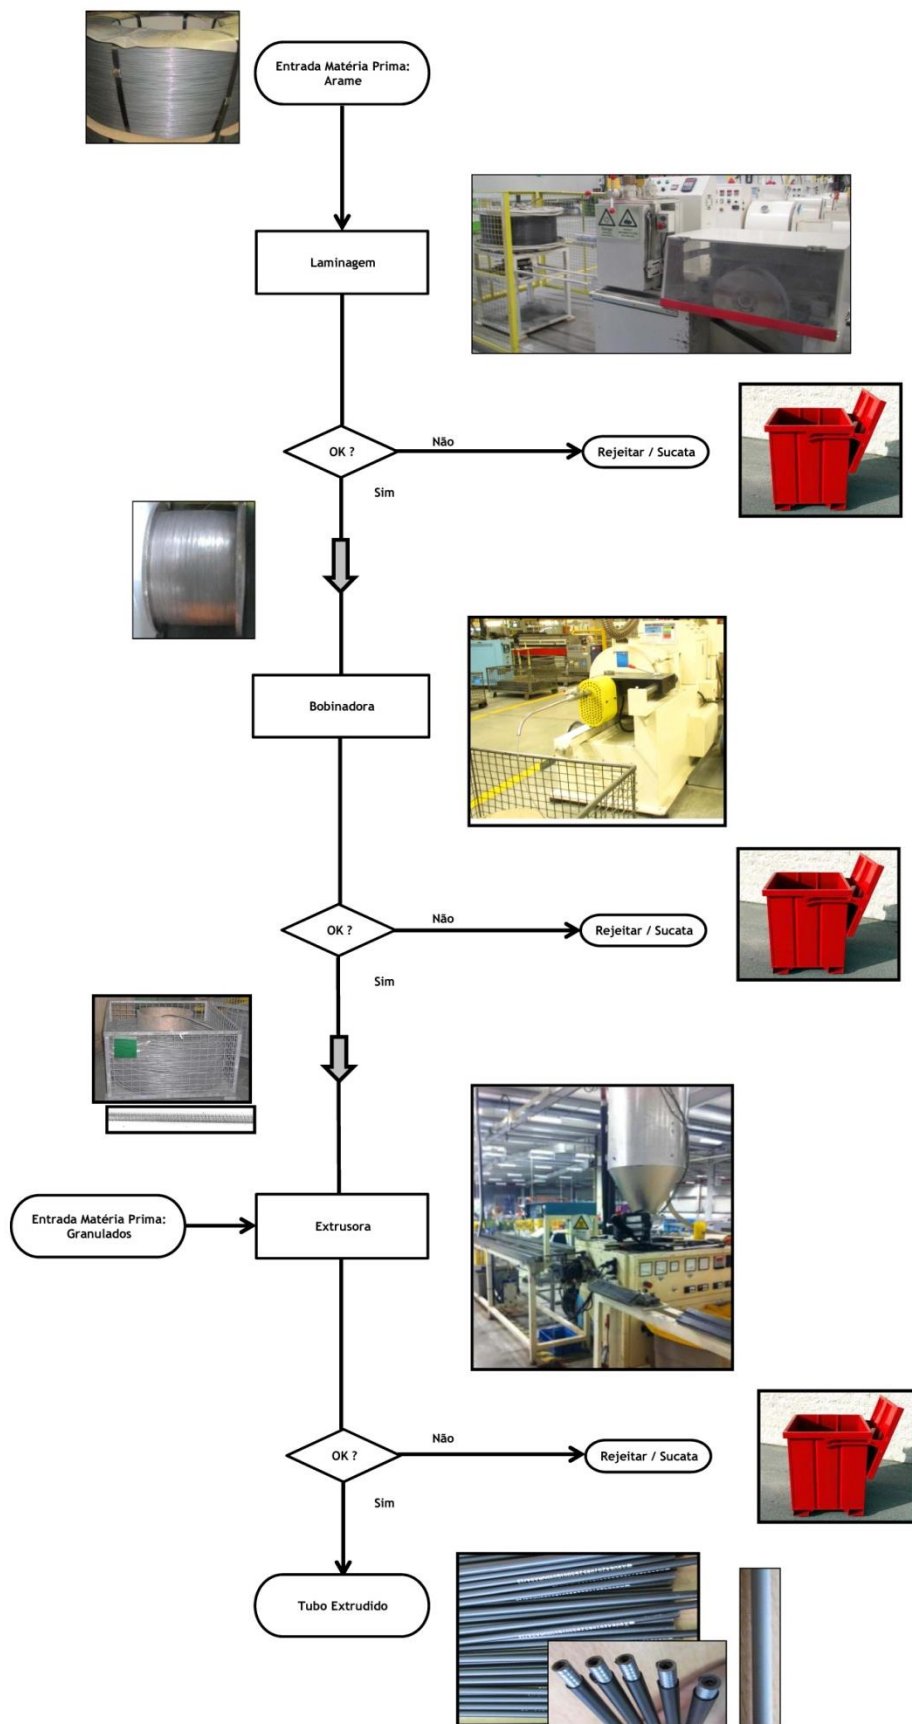 Entrada Matéria Prima:
Arame
Laminagem
OK ?
Não
Rejeitar / Sucata
Sim
Bobinadora
OK ?
Não
Rejeitar / Sucata
Sim
Entrada Matéria Prima:
Granulados
Extrusora
OK ?
Não
Rejeitar / Sucata
Sim
Tubo Extrudido